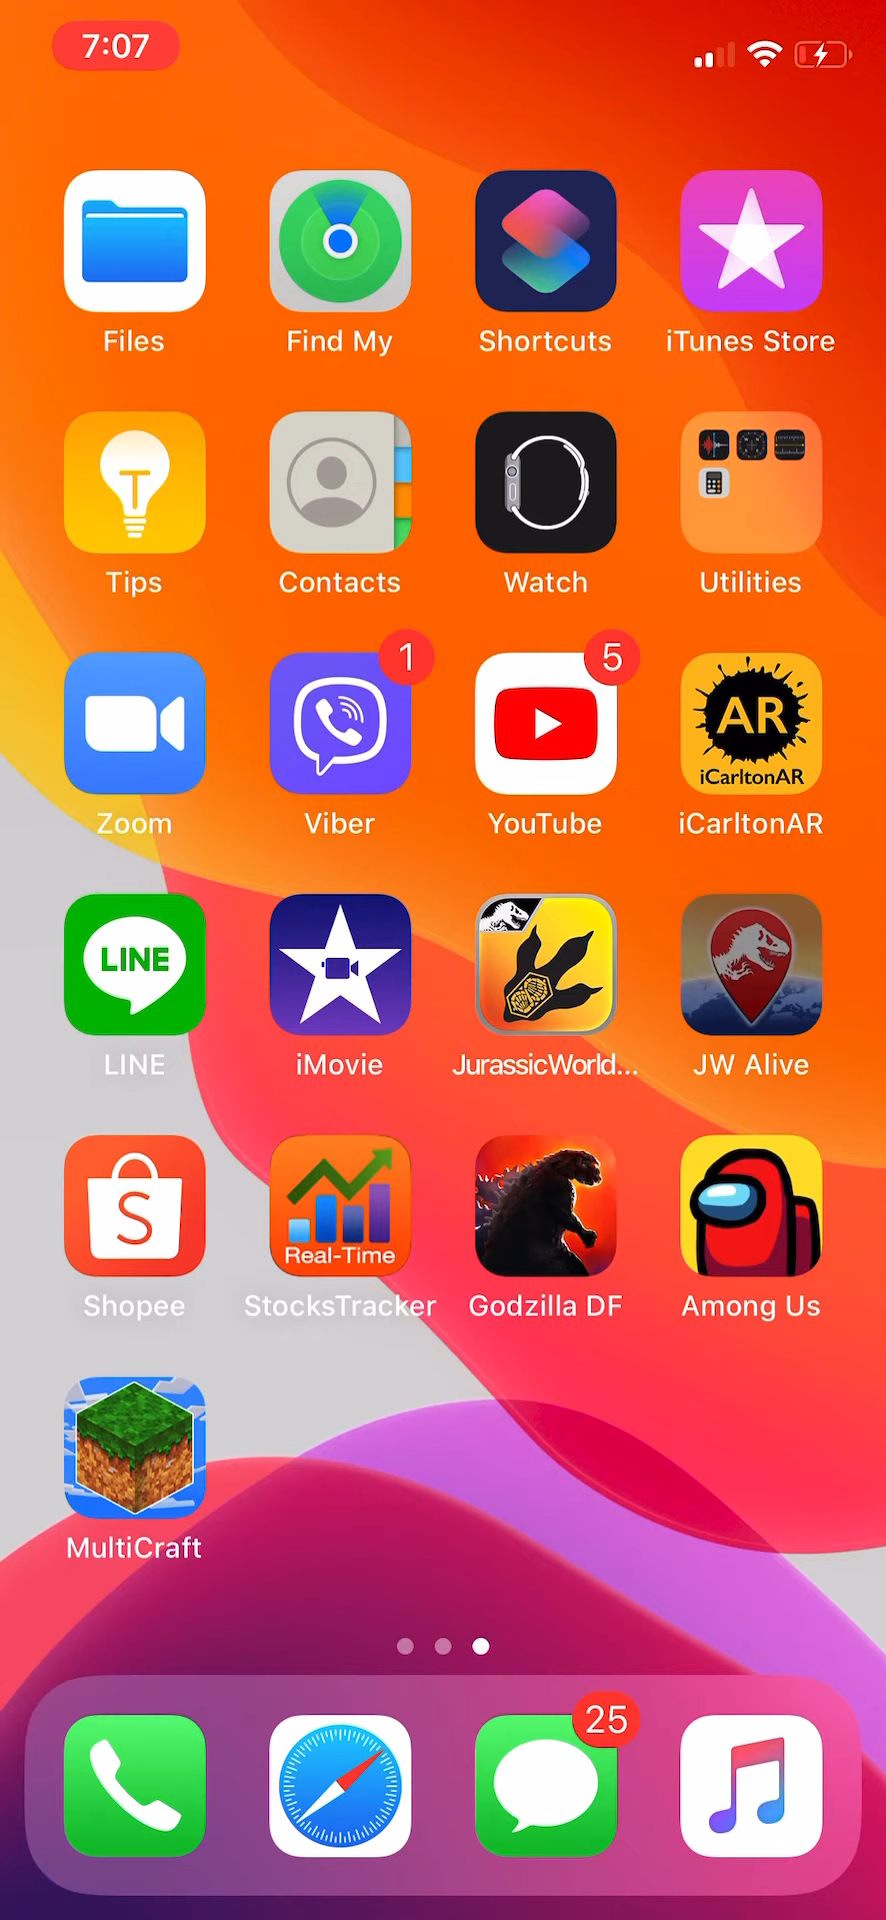 7:07
Files
Find My
Shortcuts
iTunes Store
Tips
Contacts
Watch
Utilities
1
5
AR
iCarltonAR
Zoom
Viber
YouTube
iCarltonAR
LINE
LINE
iMovie
JurassicWorld...
JW Alive
S
Real-Time
Shopee
StocksTracker
Godzilla DF
Among Us
MultiCraft
25